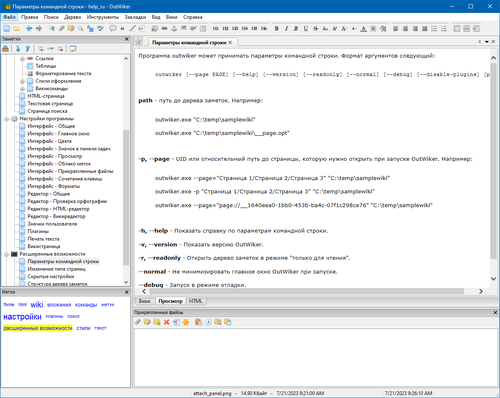 Параметры командной строки - help_ru - OutWiker
Файл Правка Поиск Дерево Инструменты Закладки Вид Вики Справка
Заметки
Ссылки
Таблицы
Форматирование текста
Стили оформления
Викикоманды
HTML-страница
Текстовая страница
Страница поиска
Настройки программы
Интерфейс - Общие
Интерфейс - Главное окно
Интерфейс - Цвета
Интерфейс - Значок в панели задач
Интерфейс - Просмотр
Интерфейс - Облако меток
Интерфейс - Прикрепленные файлы
Интерфейс - Сочетания клавиш
Интерфейс - Форматы
Редактор - Общие
Редактор - Проверка орфографии
Редактор - HTML-редактор
Редактор - Викиредактор
Значки пользователя
Плагины
Печать текста
Викистраница
Расширенные возможности
Параметры командной строки
Изменение типа страниц
Скрытые настройки
Структура дерева заметок
Метки
html wiki вложения команды метки
настройки плагины поиск
расширенные возможности стили текст
Параметры командной строки
Программа outwiker может принимать параметры командной строки. Формат аргументов следующий:
outwiker [--page PAGE] [--help] [--version] [--readonly] [--normal] [--debug] [--disable-plugins] [p
path - путь до дерева заметок. Например:
outwiker.exe "C:\temp\samplewiki"
outwiker.exe "C:\temp\samplewiki\__page.opt"
-p, --page - UID или относительный путь до страницы, которую нужно открыть при запуске OutWiker. Например:
outwiker.exe --page="Страница 1/Страница 2/Страница 3" "C:\temp\samplewiki"
outwiker.exe -p "Страница 1/Страница 2/Страница 3" "C:\temp\samplewiki"
outwiker.exe --page="page://__1640eea0-1bb0-453b-ba4c-07f1c298ce76" "C:\temp\samplewiki"
-h, --help - Показать справку по параметрам командной строки.
-v, --version - Показать версию OutWiker.
-r, --readonly - Открыть дерево заметок в режиме "только для чтения".
--normal - Не минимизировать главное окно OutWiker при запуске.
--debug - Запуск в режиме отладки.
Вики Просмотр HTML
Прикрепленные файлы
attach_panel.png - 14.90 Кбайт - 7/21/2023 9:21:00 AM 7/21/2023 9:26:10 AM